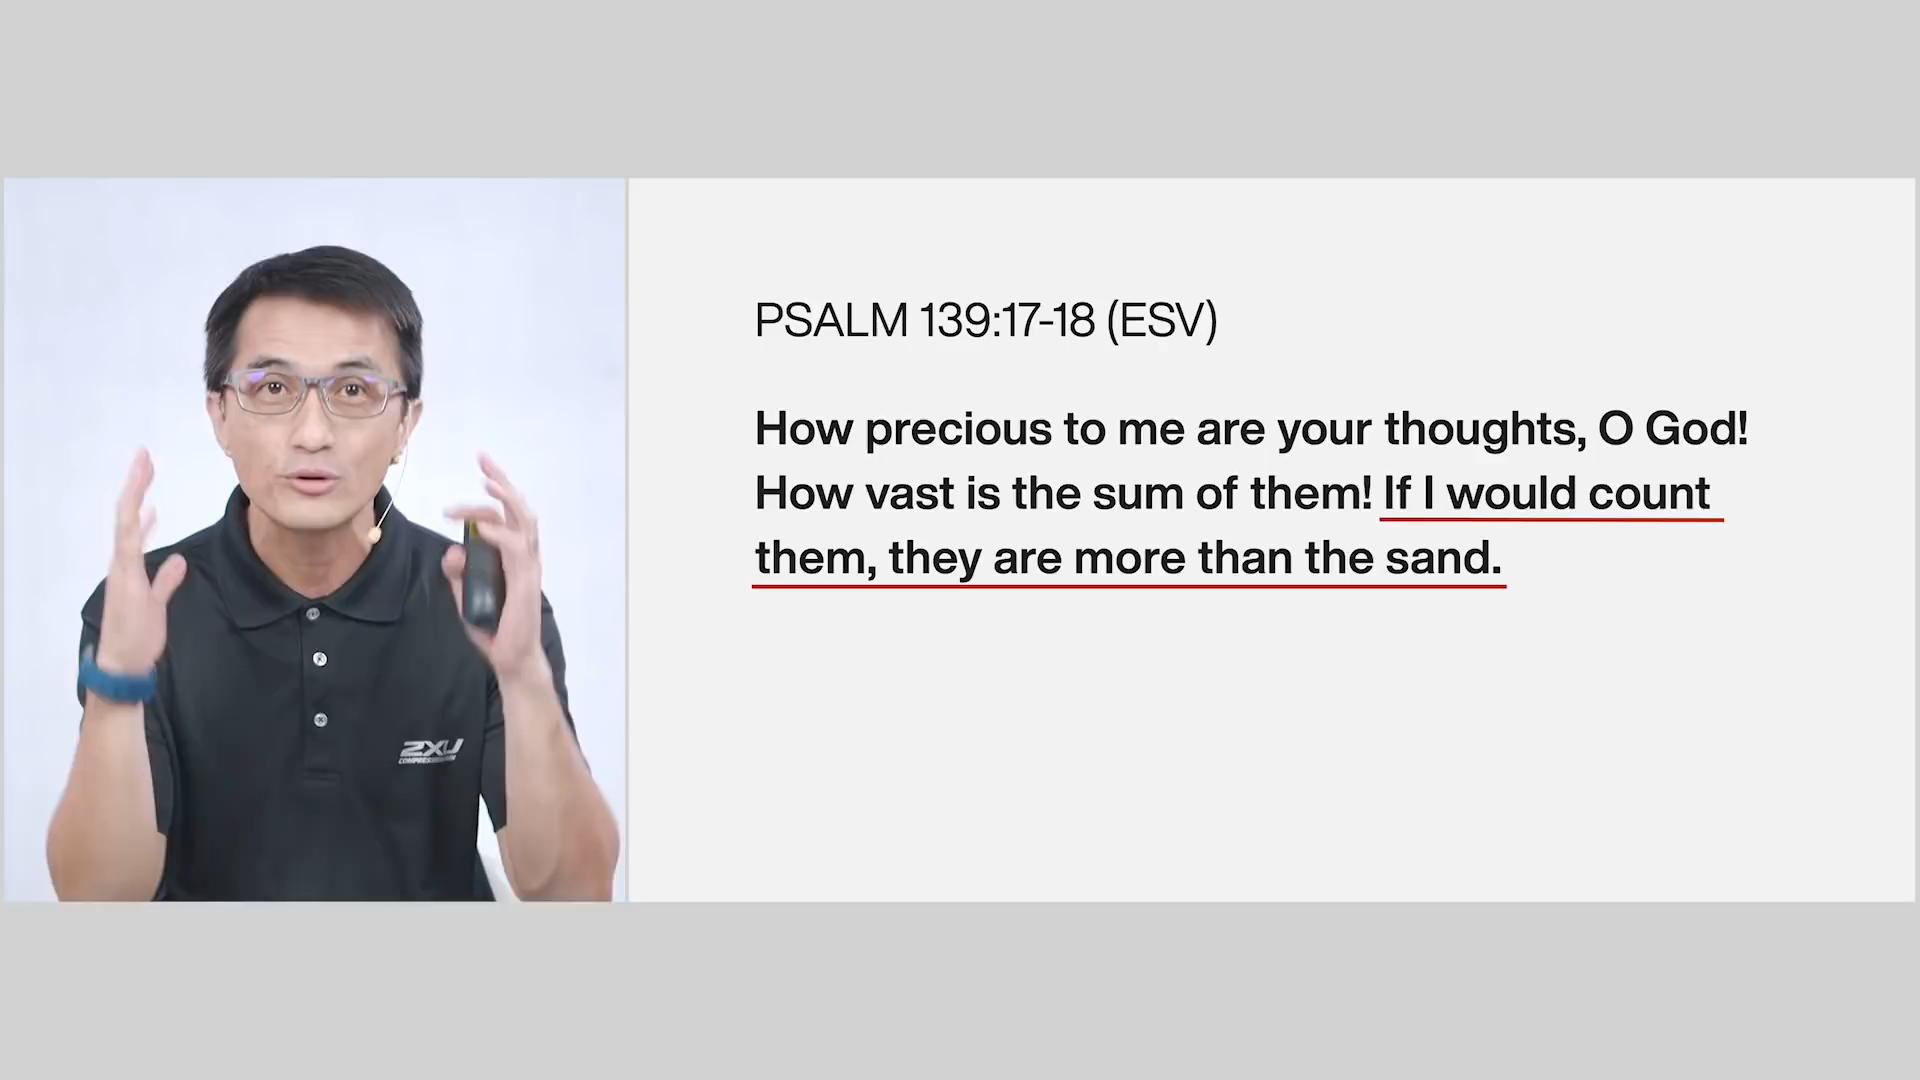 PSALM 139:17-18 (ESV)
How precious to me are your thoughts, O God!
How vast is the sum of them! If I would count
them, they are more than the sand.
2XU